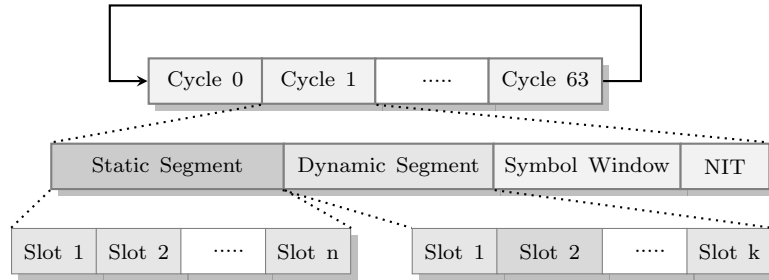 Cycle 0 Cycle 1 ..... Cycle 63
Static Segment Dynamic Segment Symbol Window NIT
Slot 1 Slot 2 ..... Slot n Slot 1 Slot 2 ..... Slot k